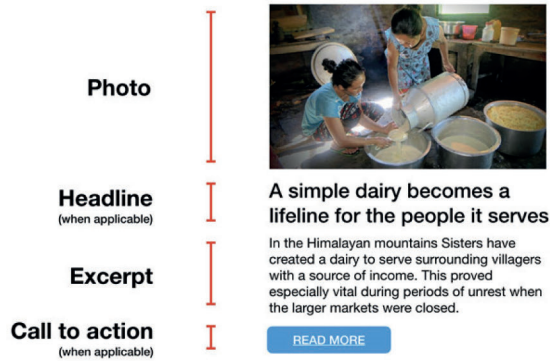 Photo
Headline
(when applicable)
A simple dairy becomes a
lifeline for the people it serves
Excerpt
In the Himalayan mountains Sisters have
created a dairy to serve surrounding villagers
with a source of income. This proved
especially vital during periods of unrest when
the larger markets were closed.
Call to action
(when applicable)
READ MORE